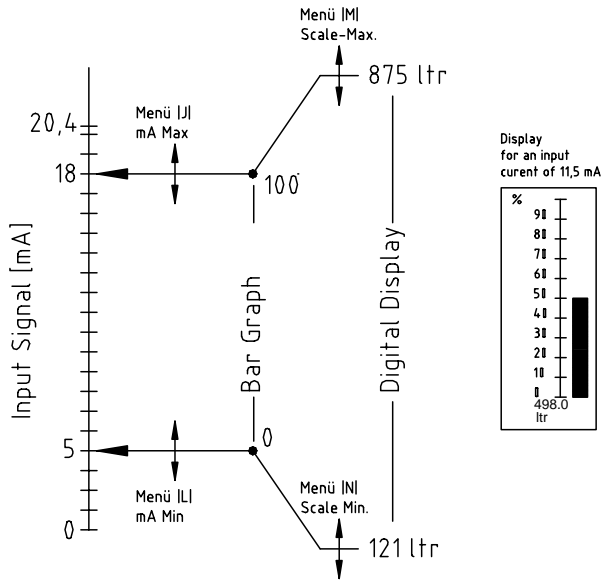 Menü |M|
Scale-Max.
875 ltr
Menü |J|
mA Max
20,4
18
100
Display
for an input
curent of 11,5 mA
%
90
80
70
60
50
40
30
20
10
0
498.0
ltr
Input Signal [mA]
Bar Graph
Digital Display
5
0
0
Menü |L|
mA Min
Menü |N|
Scale Min.
121 ltr